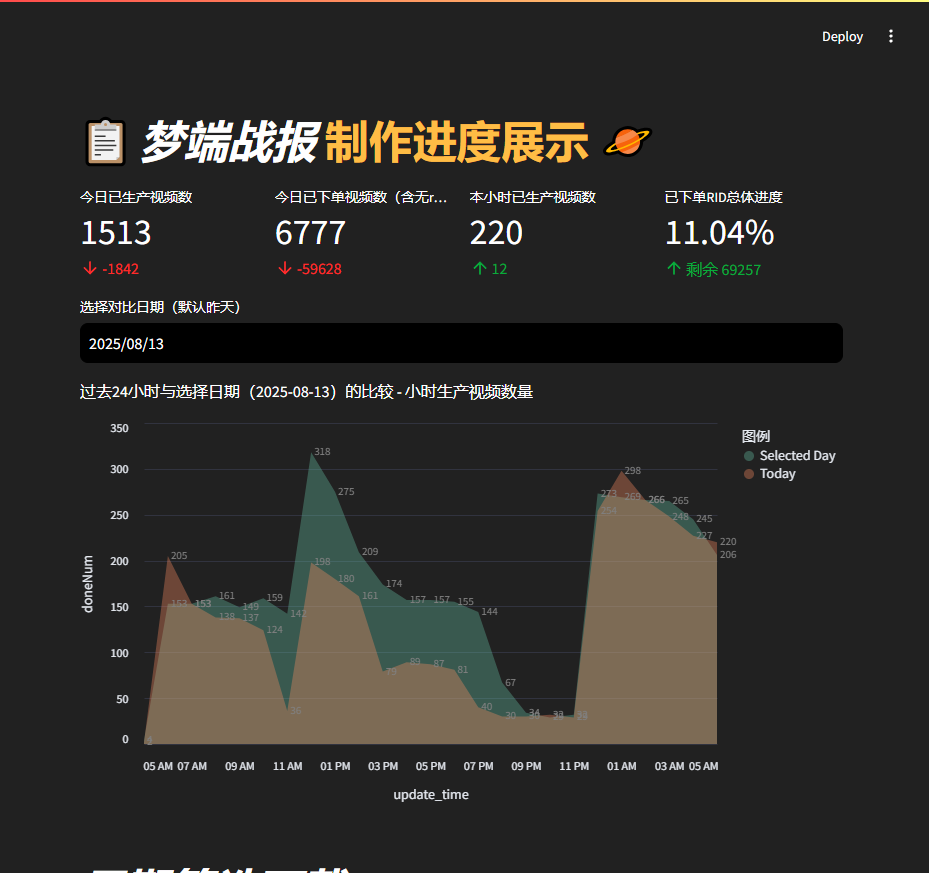 Deploy
梦端战报 制作进度展示
今日已生产视频数
1513
-1842
今日已下单视频数（含无r...
6777
-59628
本小时已生产视频数
220
12
已下单RID总体进度
11.04%
剩余 69257
选择对比日期（默认昨天）
2025/08/13
过去24小时与选择日期（2025-08-13）的比较 - 小时生产视频数量
图例
Selected Day
Today
doneNum
350
300
250
200
150
100
50
0
318
298
275
273 269 266 265
254 248 245
227 220
209 206
205
198
180
174
161 159 161 157 157 155
153 153 149 144
138 137 141
124
89 87 81
79
67
40
36 30 34 30
05 AM 07 AM 09 AM 11 AM 01 PM 03 PM 05 PM 07 PM 09 PM 11 PM 01 AM 03 AM 05 AM
update_time